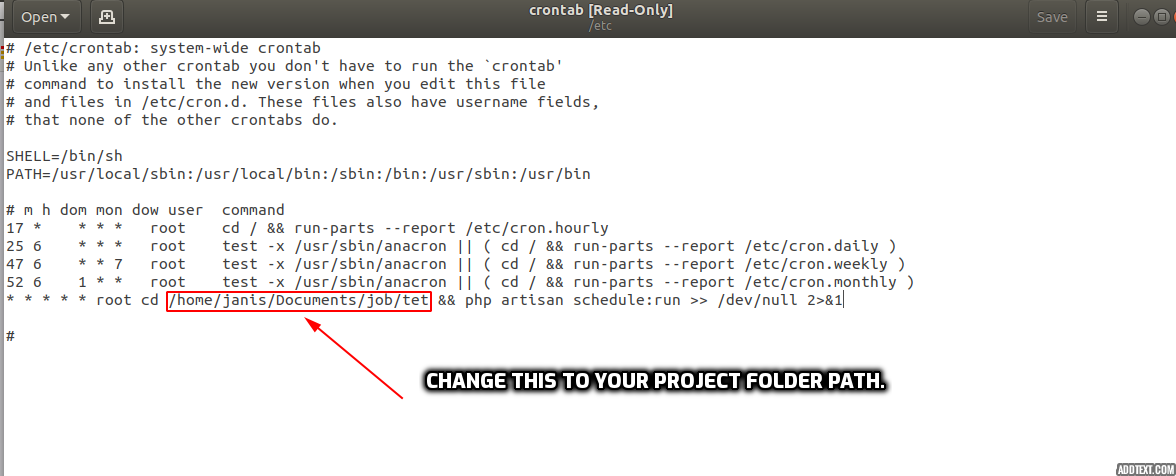 Open
crontab [Read-Only]
/etc
Save
# /etc/crontab: system-wide crontab
# Unlike any other crontab you don't have to run the `crontab'
# command to install the new version when you edit this file
# and files in /etc/cron.d. These files also have username fields,
# that none of the other crontabs do.
SHELL=/bin/sh
PATH=/usr/local/sbin:/usr/local/bin:/sbin:/bin:/usr/sbin:/usr/bin
# m h dom mon dow user  command
17 *    * * *   root    cd / && run-parts --report /etc/cron.hourly
25 6    * * *   root    test -x /usr/sbin/anacron || ( cd / && run-parts --report /etc/cron.daily )
47 6    * * 7   root    test -x /usr/sbin/anacron || ( cd / && run-parts --report /etc/cron.weekly )
52 6    1 * *   root    test -x /usr/sbin/anacron || ( cd / && run-parts --report /etc/cron.monthly )
* * * * * root cd /home/janis/Documents/job/tet && php artisan schedule:run >> /dev/null 2>&1
#
CHANGE THIS TO YOUR PROJECT FOLDER PATH.
ADDTEXT.COM